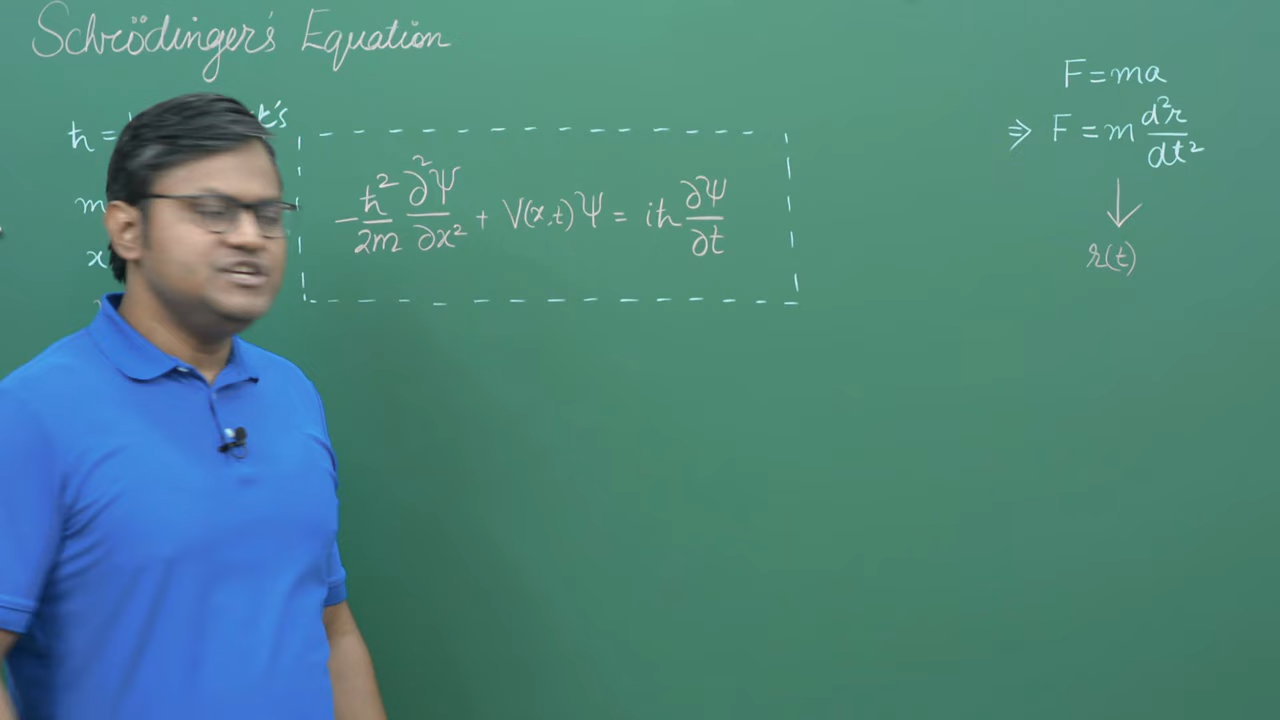 Schrödinger's Equation
ħ =
m
x
-ħ²/2m ∂²Ψ/∂x² + V(x,t)Ψ = iħ ∂Ψ/∂t
F = ma
⇒ F = m d²r/dt²
↓
r(t)